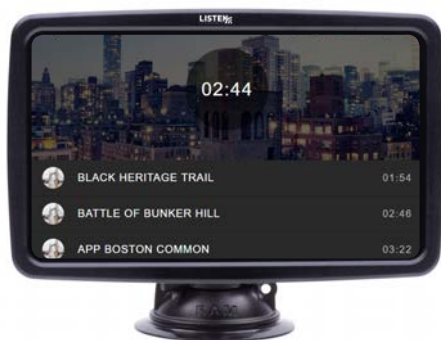 LISTEN
02:44
BLACK HERITAGE TRAIL 01:54
BATTLE OF BUNKER HILL 02:46
APP BOSTON COMMON 03:22
RAM